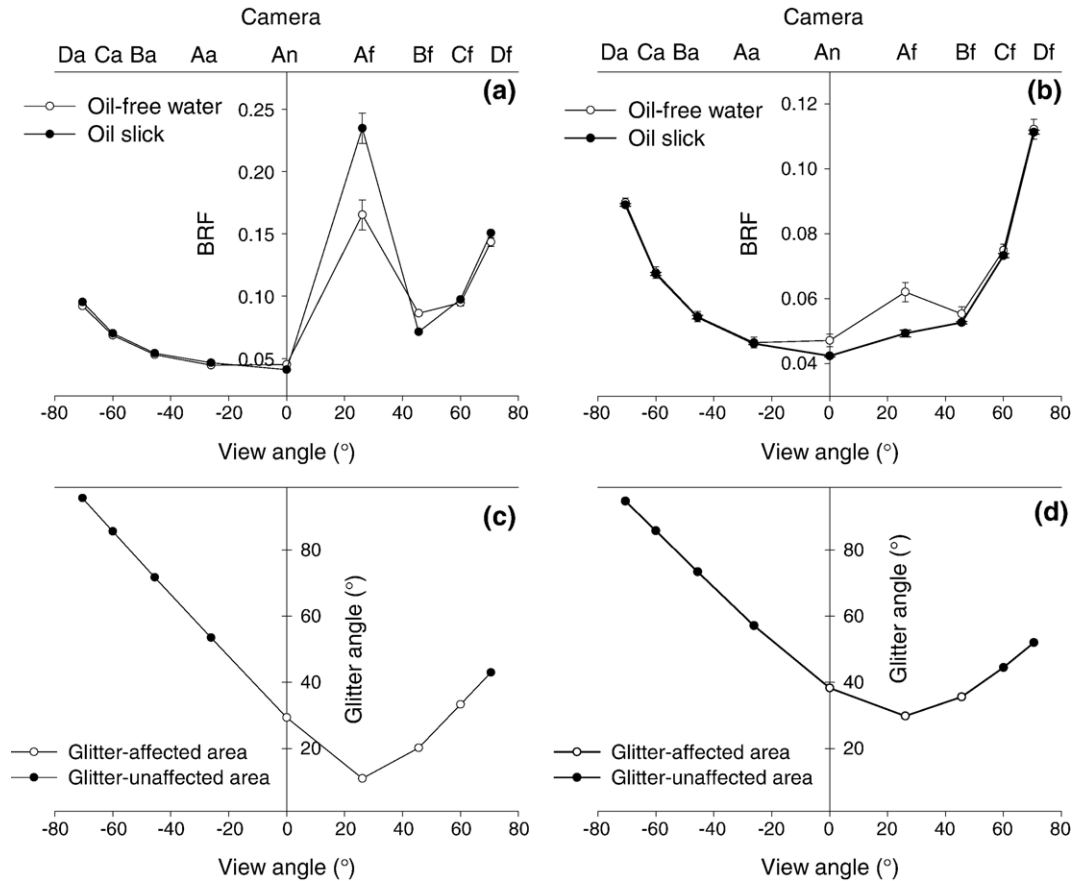 Camera
Da Ca Ba Aa An Af Bf Cf Df
(a)
Oil-free water
Oil slick
0.25
0.20
0.15
0.10
0.05
BRF
-80 -60 -40 -20 0 20 40 60 80
View angle (°)
Camera
Da Ca Ba Aa An Af Bf Cf Df
(b)
Oil-free water
Oil slick
0.12
0.10
0.08
0.06
0.04
BRF
-80 -60 -40 -20 0 20 40 60 80
View angle (°)
(c)
80
60
40
20
Glitter angle (°)
Glitter-affected area
Glitter-unaffected area
-80 -60 -40 -20 0 20 40 60 80
View angle (°)
(d)
80
60
40
20
Glitter angle (°)
Glitter-affected area
Glitter-unaffected area
-80 -60 -40 -20 0 20 40 60 80
View angle (°)